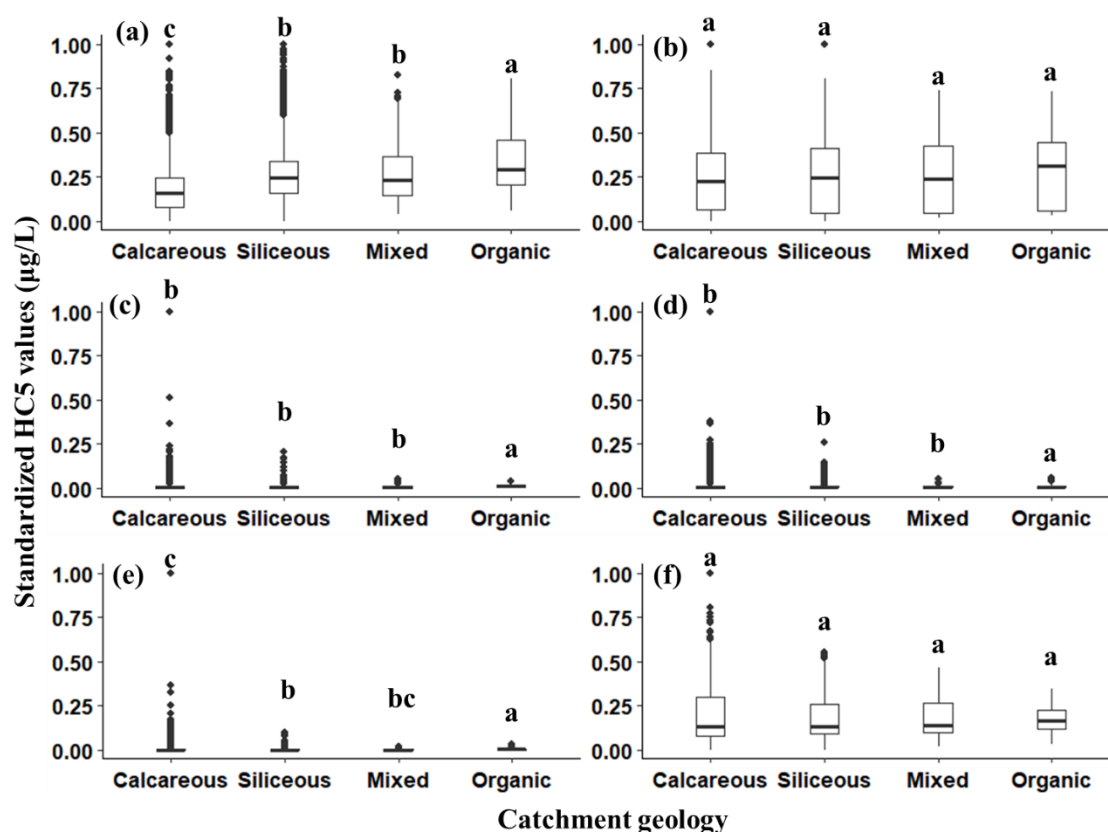 Standardized HC5 values (µg/L)
(a) c b b a
1.00
0.75
0.50
0.25
0.00
Calcareous Siliceous Mixed Organic
(b) a a a a
1.00
0.75
0.50
0.25
0.00
Calcareous Siliceous Mixed Organic
(c) b b b a
1.00
0.75
0.50
0.25
0.00
Calcareous Siliceous Mixed Organic
(d) b b b a
1.00
0.75
0.50
0.25
0.00
Calcareous Siliceous Mixed Organic
(e) c b bc a
1.00
0.75
0.50
0.25
0.00
Calcareous Siliceous Mixed Organic
(f) a a a a
1.00
0.75
0.50
0.25
0.00
Calcareous Siliceous Mixed Organic
Catchment geology